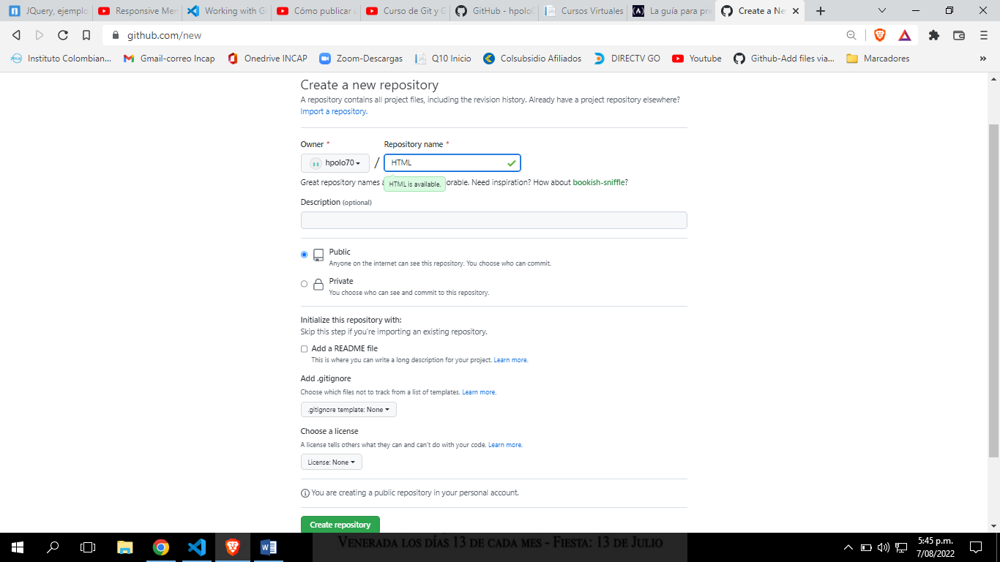 JQuery, ejemplo
Responsive Men
Working with Gi
Cómo publicar u
Curso de Git y G
GitHub - hpolo0
Cursos Virtuales
La guía para prin
Create a Ne
github.com/new
Instituto Colombian...
Gmail-correo Incap
Onedrive INCAP
Zoom-Descargas
Q10 Inicio
Colsubsidio Afiliados
DIRECTV GO
Youtube
Github-Add files via...
Marcadores
»
Create a new repository
A repository contains all project files, including the revision history. Already have a project repository elsewhere?
Import a repository.
Owner *
Repository name *
hpolo70
/
HTML
Great repository names a
orable. Need inspiration? How about bookish-sniffle?
HTML is available.
Description (optional)
Public
Anyone on the internet can see this repository. You choose who can commit.
Private
You choose who can see and commit to this repository.
Initialize this repository with:
Skip this step if you're importing an existing repository.
Add a README file
This is where you can write a long description for your project. Learn more.
Add .gitignore
Choose which files not to track from a list of templates. Learn more.
.gitignore template: None
Choose a license
A license tells others what they can and can't do with your code. Learn more.
License: None
You are creating a public repository in your personal account.
Create repository
Venerada los días 13 de cada mes - Fiesta: 13 de Julio
5:45 p.m.
7/08/2022